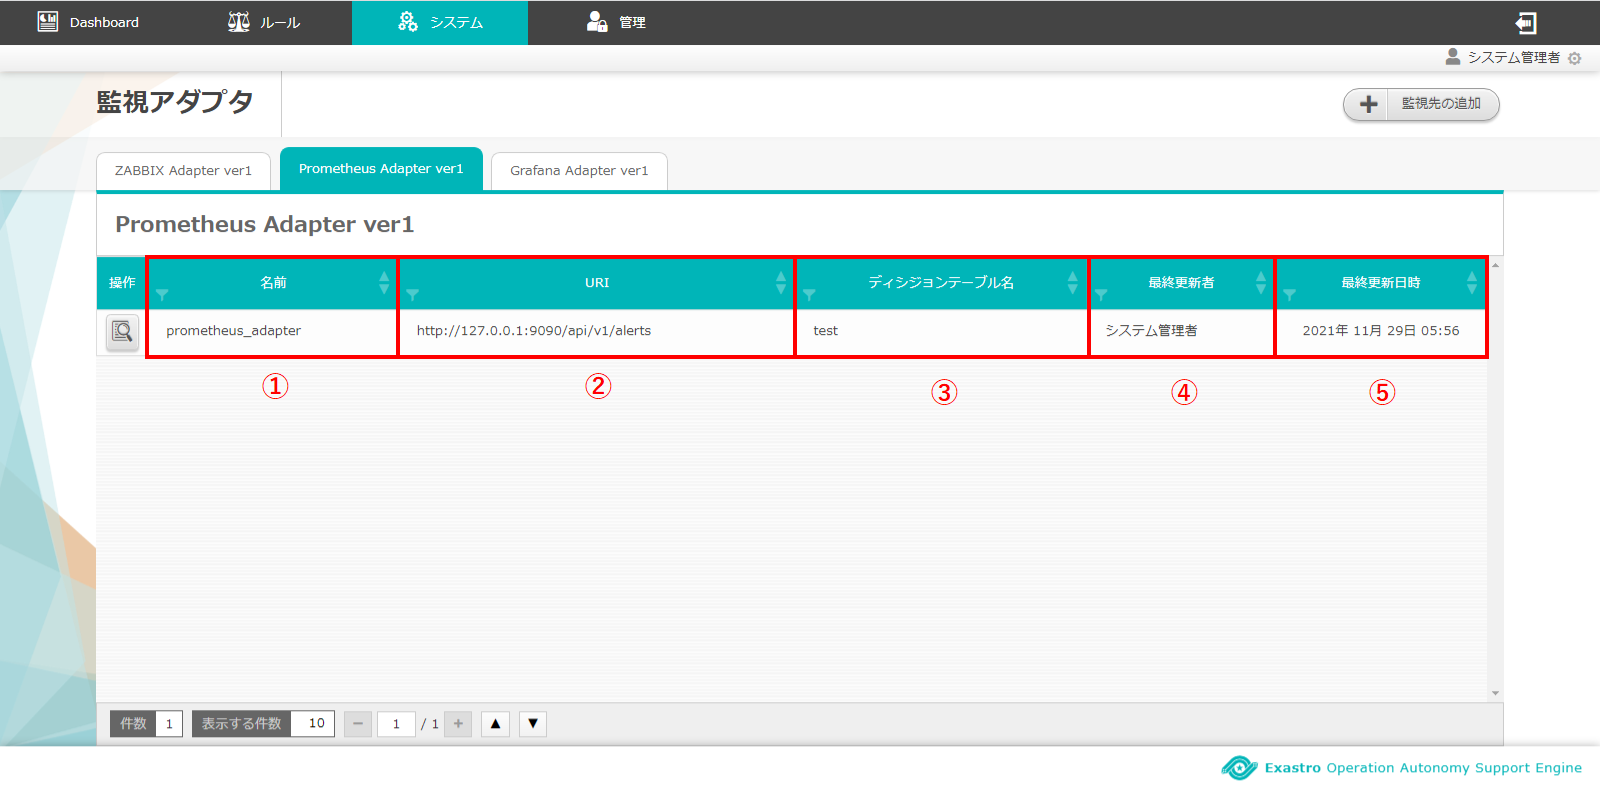 Dashboard
ルール
システム
管理
システム管理者
監視アダプタ
監視先の追加
ZABBIX Adapter ver1
Prometheus Adapter ver1
Grafana Adapter ver1
Prometheus Adapter ver1
操作 名前 URI ディシジョンテーブル名 最終更新者 最終更新日時
prometheus_adapter http://127.0.0.1:9090/api/v1/alerts test システム管理者 2021年 11月 29日 05:56
① ② ③ ④ ⑤
件数 1 表示する件数 10 − 1 / 1 + ▲ ▼
Exastro Operation Autonomy Support Engine